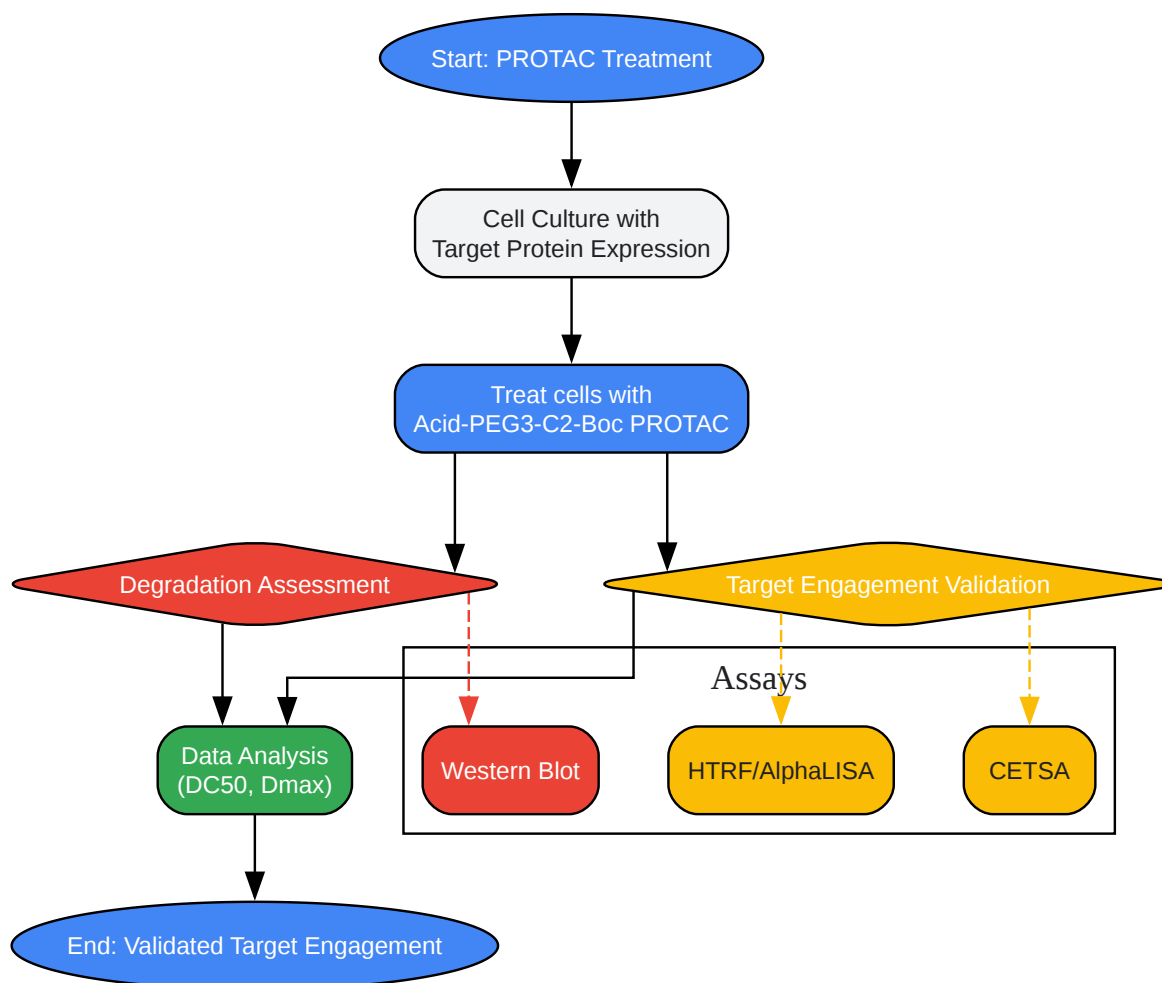 Start: PROTAC Treatment
Cell Culture with
Target Protein Expression
Treat cells with
Acid-PEG3-C2-Boc PROTAC
Degradation Assessment
Target Engagement Validation
Assays
Data Analysis
(DC50, Dmax)
Western Blot
HTRF/AlphaLISA
CETSA
End: Validated Target Engagement